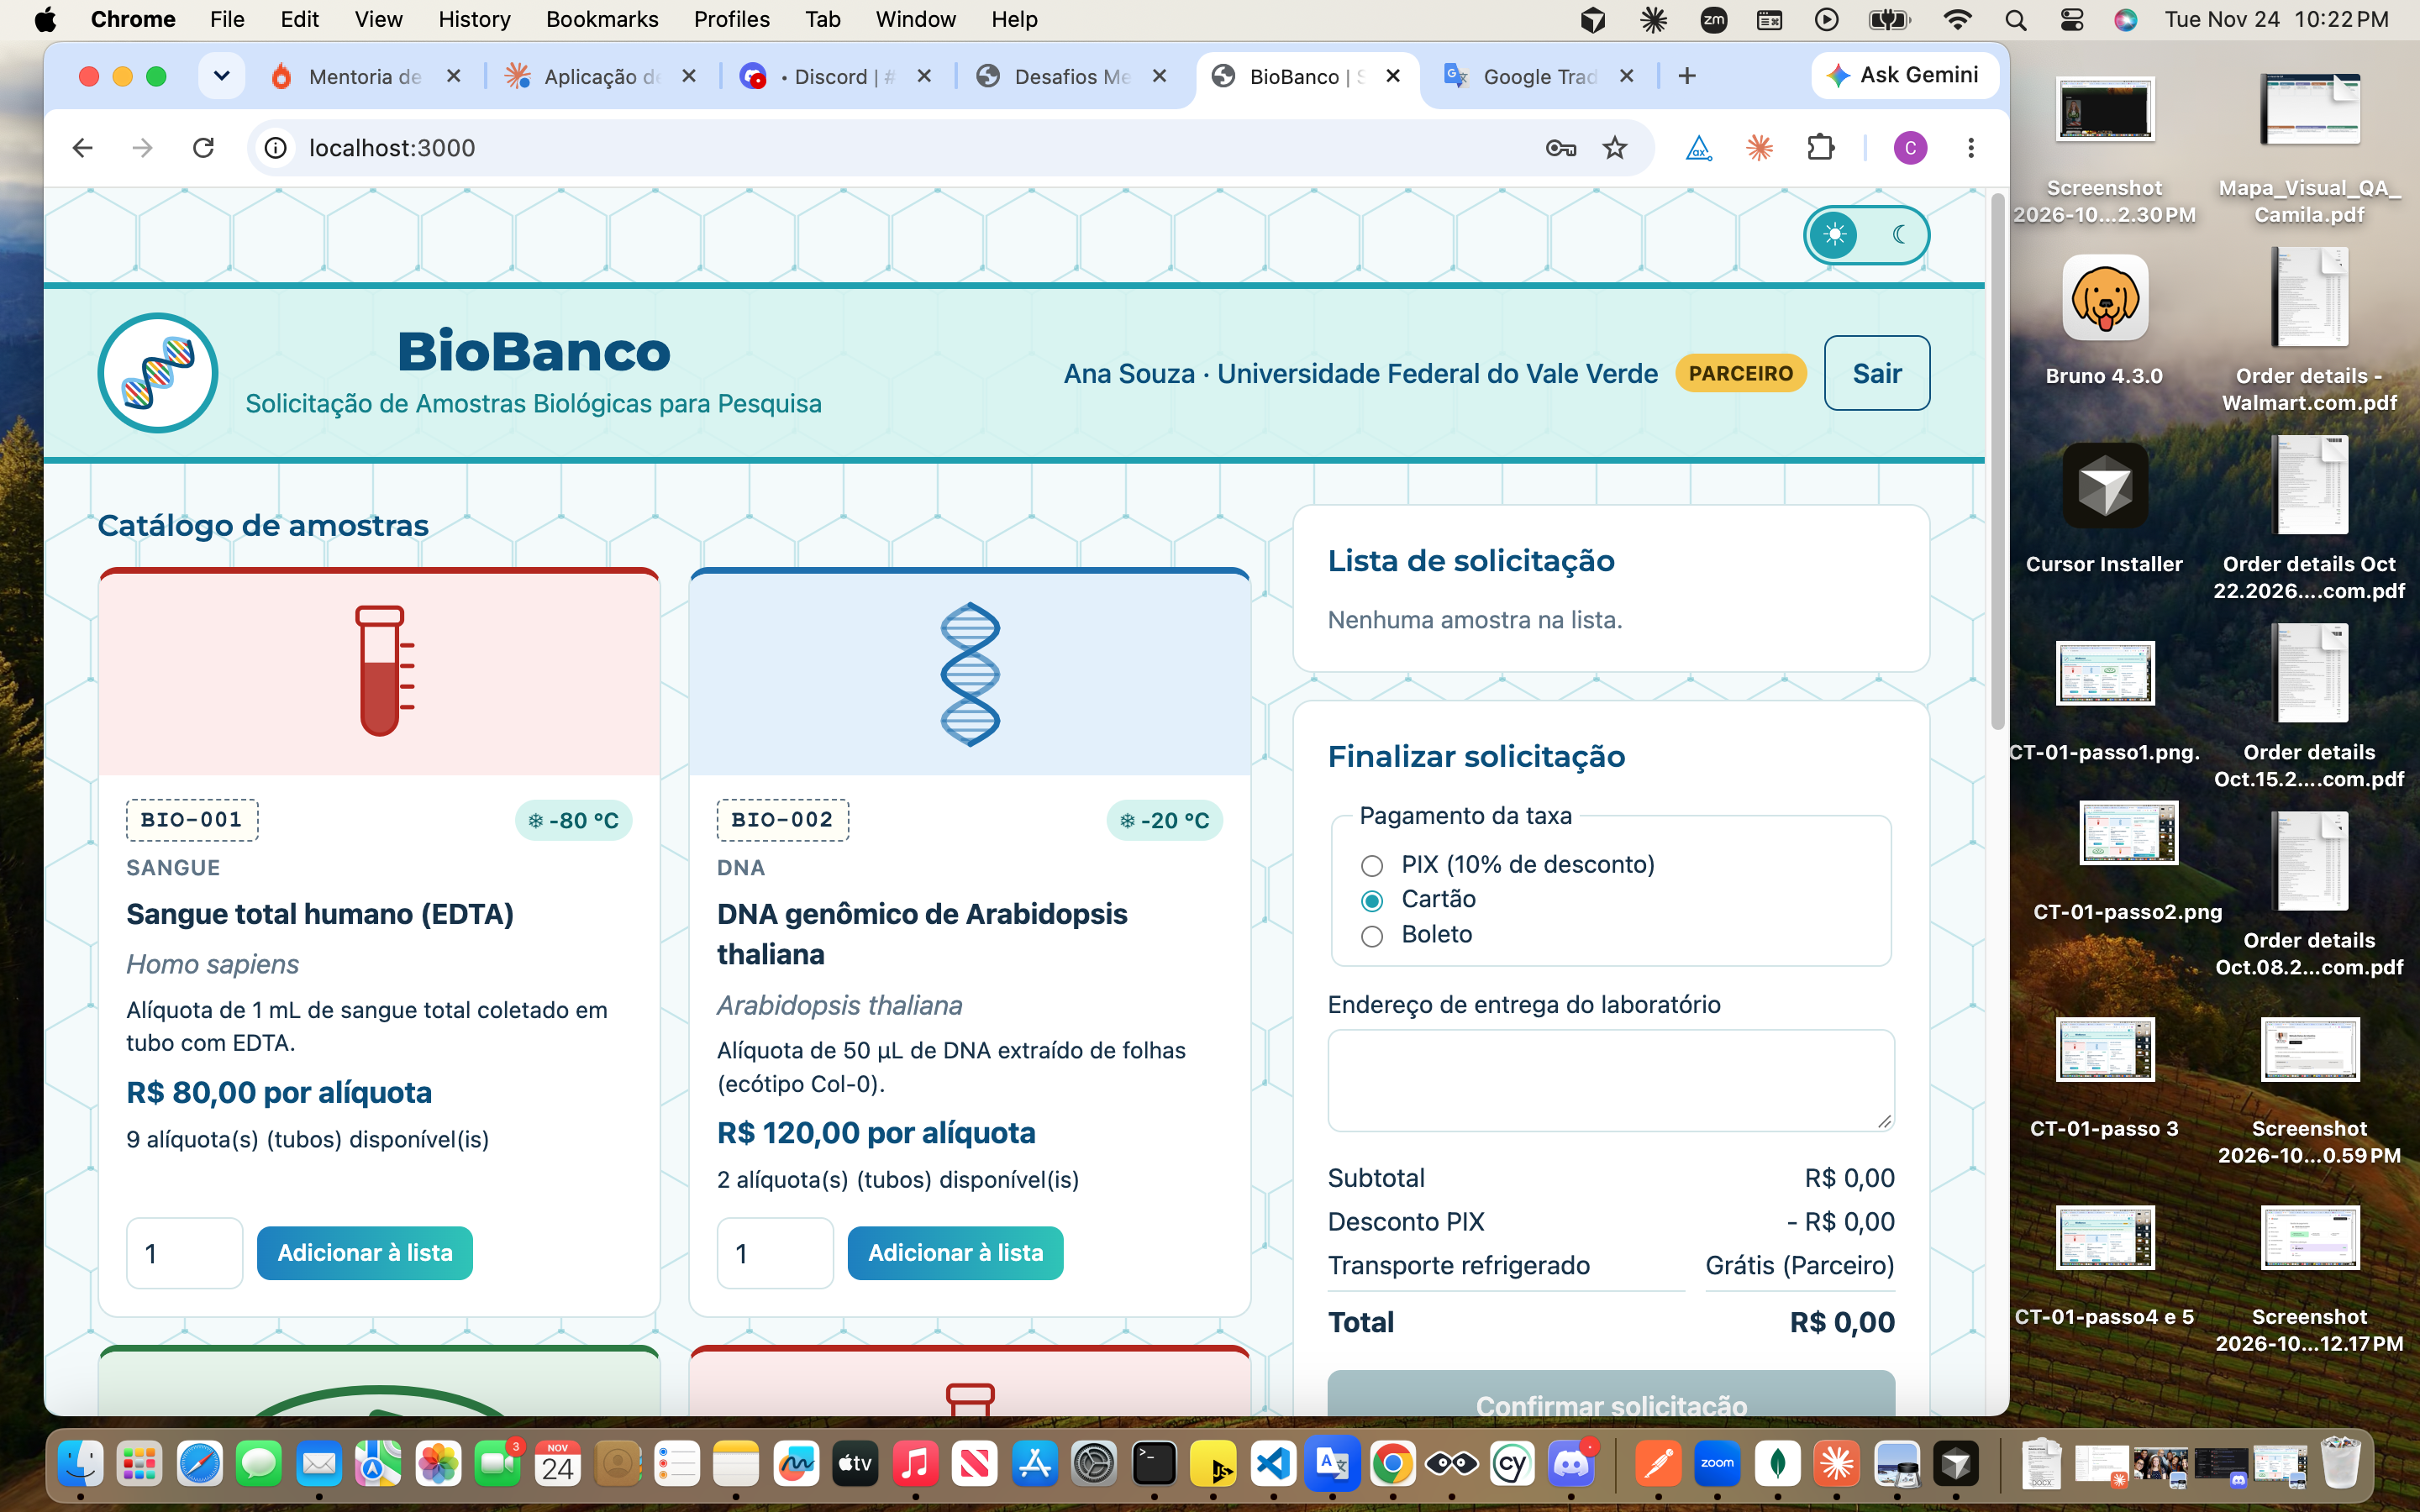 Chrome File Edit View History Bookmarks Profiles Tab Window Help
zm
Tue Nov 24 10:22 PM
Mentoria de
Aplicação de
• Discord | #
Desafios Me
BioBanco | S
Google Trad
Ask Gemini
localhost:3000
C
BioBanco
Solicitação de Amostras Biológicas para Pesquisa
Ana Souza · Universidade Federal do Vale Verde
PARCEIRO
Sair
Catálogo de amostras
BIO-001
❄ -80 °C
SANGUE
Sangue total humano (EDTA)
Homo sapiens
Alíquota de 1 mL de sangue total coletado em
tubo com EDTA.
R$ 80,00 por alíquota
9 alíquota(s) (tubos) disponível(is)
1
Adicionar à lista
BIO-002
❄ -20 °C
DNA
DNA genômico de Arabidopsis
thaliana
Arabidopsis thaliana
Alíquota de 50 µL de DNA extraído de folhas
(ecótipo Col-0).
R$ 120,00 por alíquota
2 alíquota(s) (tubos) disponível(is)
1
Adicionar à lista
Lista de solicitação
Nenhuma amostra na lista.
Finalizar solicitação
Pagamento da taxa
PIX (10% de desconto)
Cartão
Boleto
Endereço de entrega do laboratório
Subtotal R$ 0,00
Desconto PIX - R$ 0,00
Transporte refrigerado Grátis (Parceiro)
Total R$ 0,00
Confirmar solicitação
Screenshot
2026-10...2.30 PM
Mapa_Visual_QA_
Camila.pdf
Bruno 4.3.0
Order details -
Walmart.com.pdf
Cursor Installer
Order details Oct
22.2026....com.pdf
CT-01-passo1.png.
Order details
Oct.15.2....com.pdf
CT-01-passo2.png
Order details
Oct.08.2...com.pdf
CT-01-passo 3
Screenshot
2026-10...0.59 PM
CT-01-passo4 e 5
Screenshot
2026-10...12.17 PM
3
NOV
24
tv
>_
JS
zoom
cy
DOCX